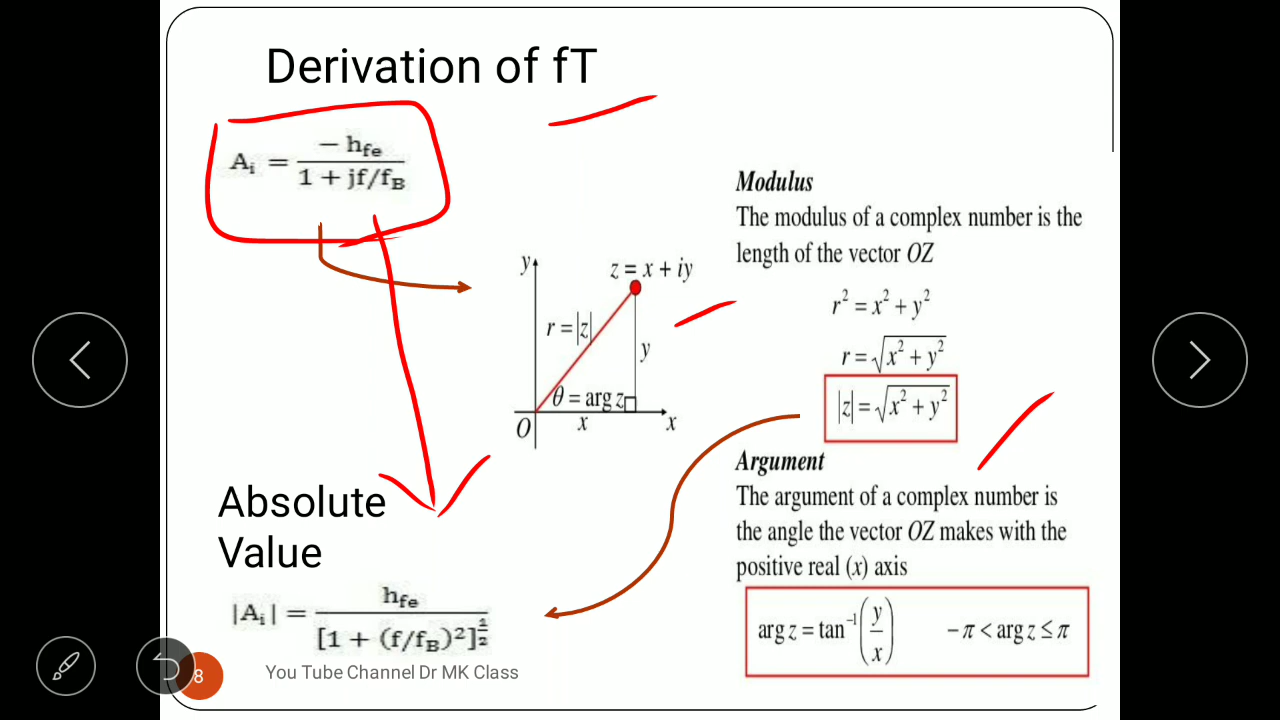 Derivation of fT
A_i = − h_fe / 1 + jf/f_B
Modulus
The modulus of a complex number is the
length of the vector OZ
r² = x² + y²
r = √x² + y²
|z| = √x² + y²
y
z = x + iy
r = |z|
y
θ = arg z
O
x
x
Argument
The argument of a complex number is
the angle the vector OZ makes with the
positive real (x) axis
arg z = tan⁻¹(y/x) −π < arg z ≤ π
Absolute
Value
|A_i| = h_fe / [1 + (f/f_B)²]^½
You Tube Channel Dr MK Class
8